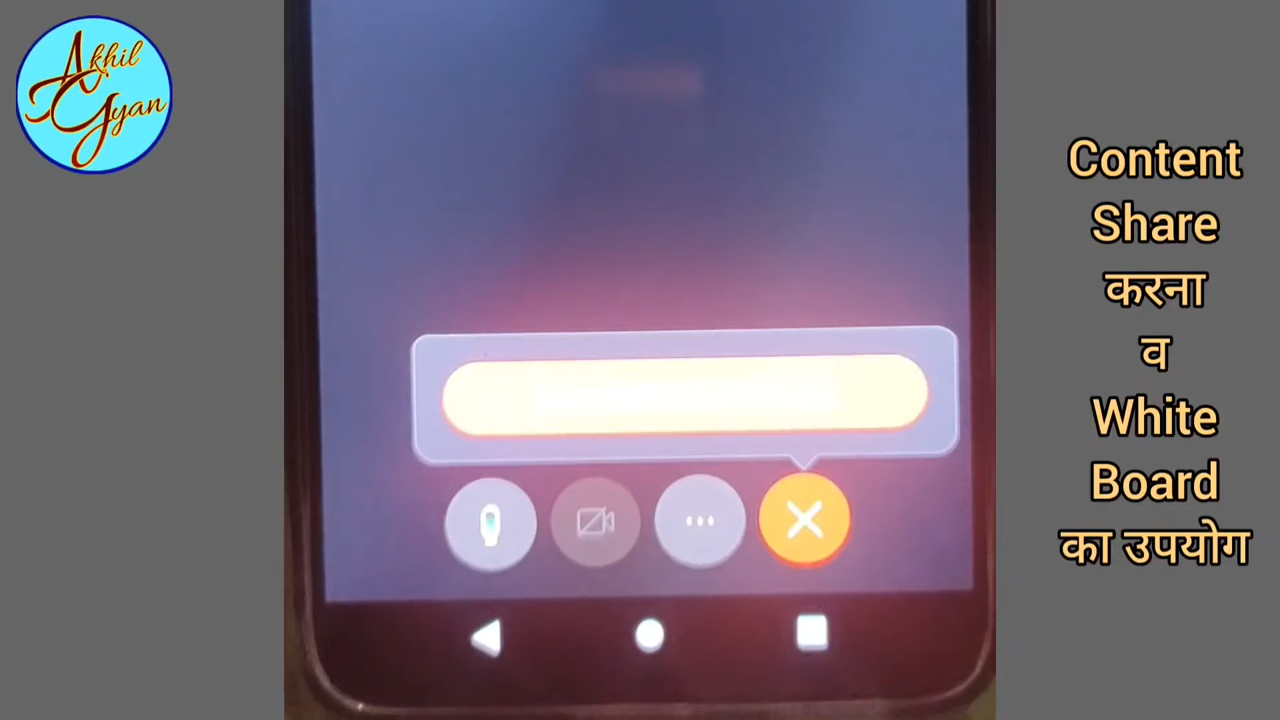 Akhil
Gyan
Content
Share
करना
व
White
Board
का उपयोग